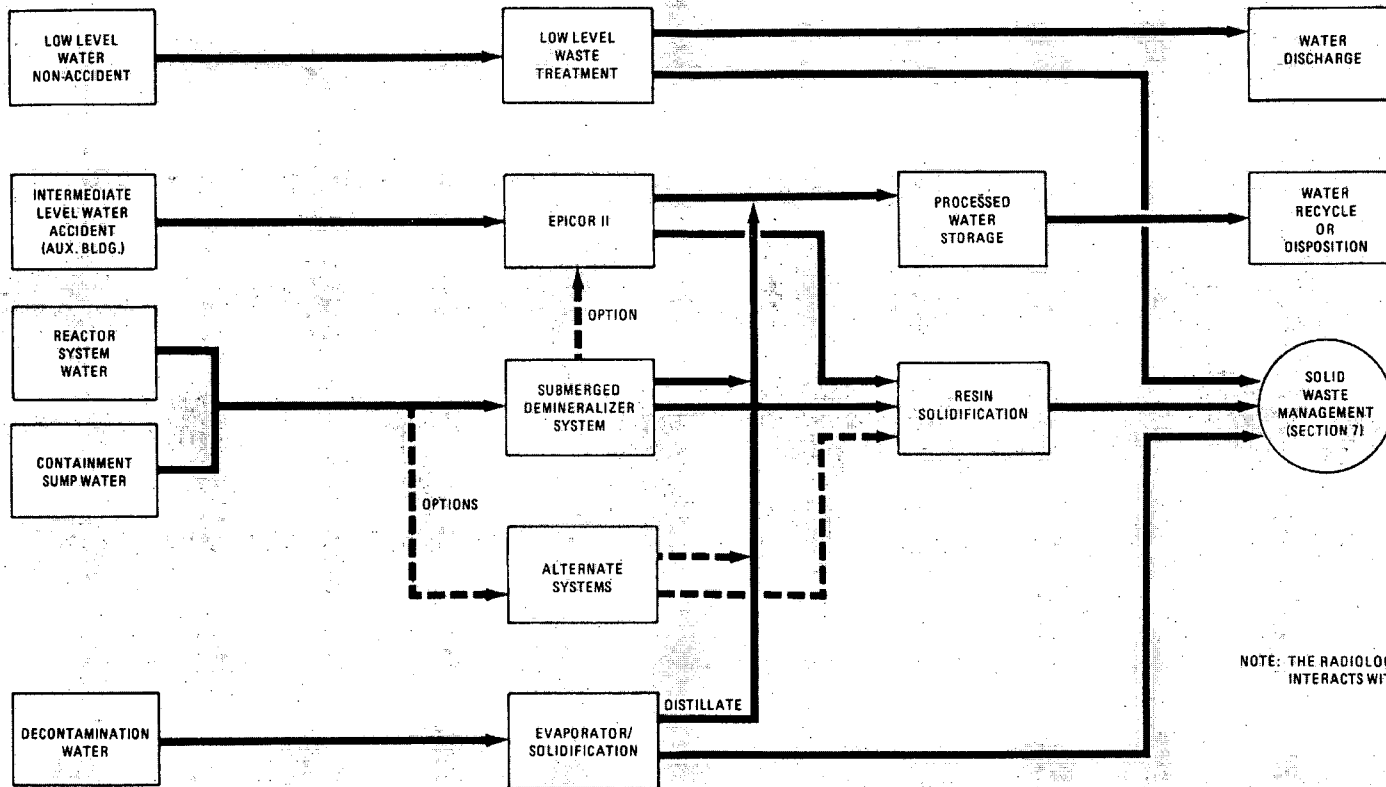 LOW LEVEL
WATER
NON-ACCIDENT
LOW LEVEL
WASTE
TREATMENT
WATER
DISCHARGE
INTERMEDIATE
LEVEL WATER
ACCIDENT
(AUX. BLDG.)
EPICOR II
PROCESSED
WATER
STORAGE
WATER
RECYCLE
OR
DISPOSITION
OPTION
REACTOR
SYSTEM
WATER
SUBMERGED
DEMINERALIZER
SYSTEM
RESIN
SOLIDIFICATION
SOLID
WASTE
MANAGEMENT
(SECTION 7)
CONTAINMENT
SUMP WATER
OPTIONS
ALTERNATE
SYSTEMS
NOTE: THE RADIOLO
INTERACTS WIT
DISTILLATE
DECONTAMINATION
WATER
EVAPORATOR/
SOLIDIFICATION